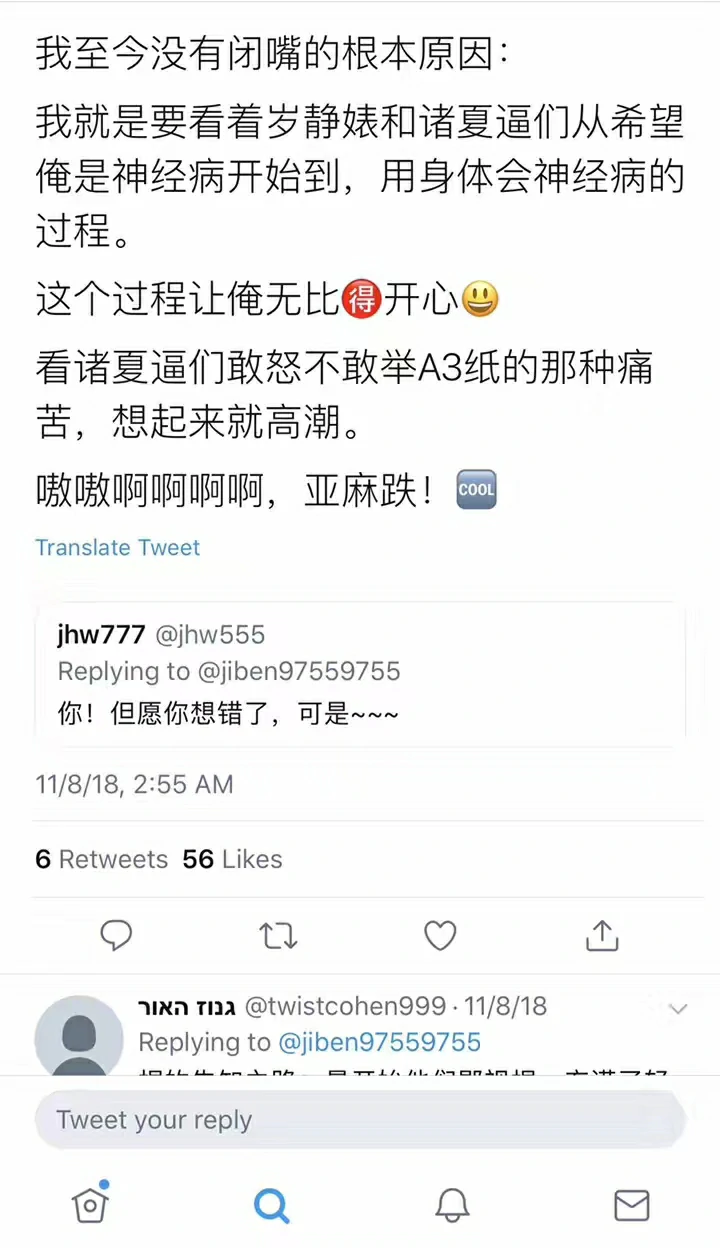 我至今没有闭嘴的根本原因：
我就是要看着岁静婊和诸夏逼们从希望
俺是神经病开始到，用身体会神经病的
过程。
这个过程让俺无比🉐开心😃
看诸夏逼们敢怒不敢举A3纸的那种痛
苦，想起来就高潮。
嗷嗷啊啊啊啊，亚麻跌！🆒
Translate Tweet
jhw777 @jhw555
Replying to @jiben97559755
你！但愿你想错了，可是~~~
11/8/18, 2:55 AM
6 Retweets 56 Likes
גנוז האור @twistcohen999 · 11/8/18
Replying to @jiben97559755
Tweet your reply